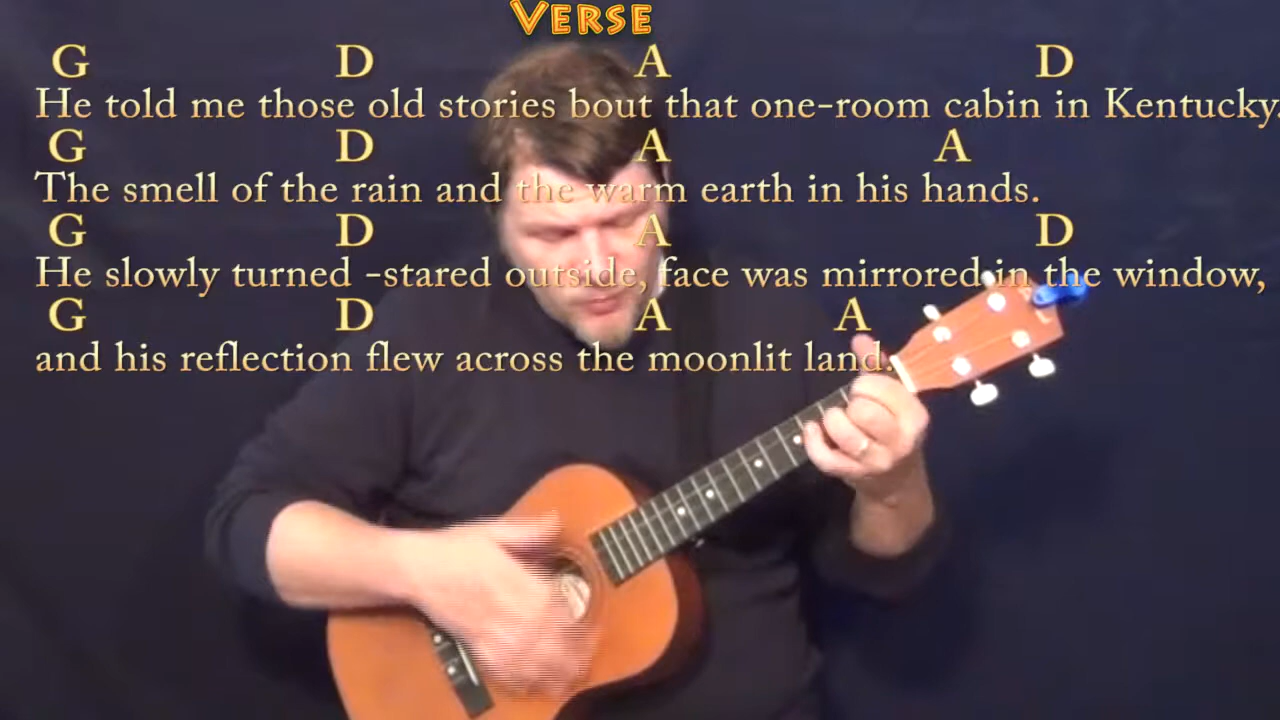 VERSE
G D A D
He told me those old stories bout that one-room cabin in Kentucky.
G D A A
The smell of the rain and the warm earth in his hands.
G D A D
He slowly turned -stared outside, face was mirrored in the window,
G D A A
and his reflection flew across the moonlit land.